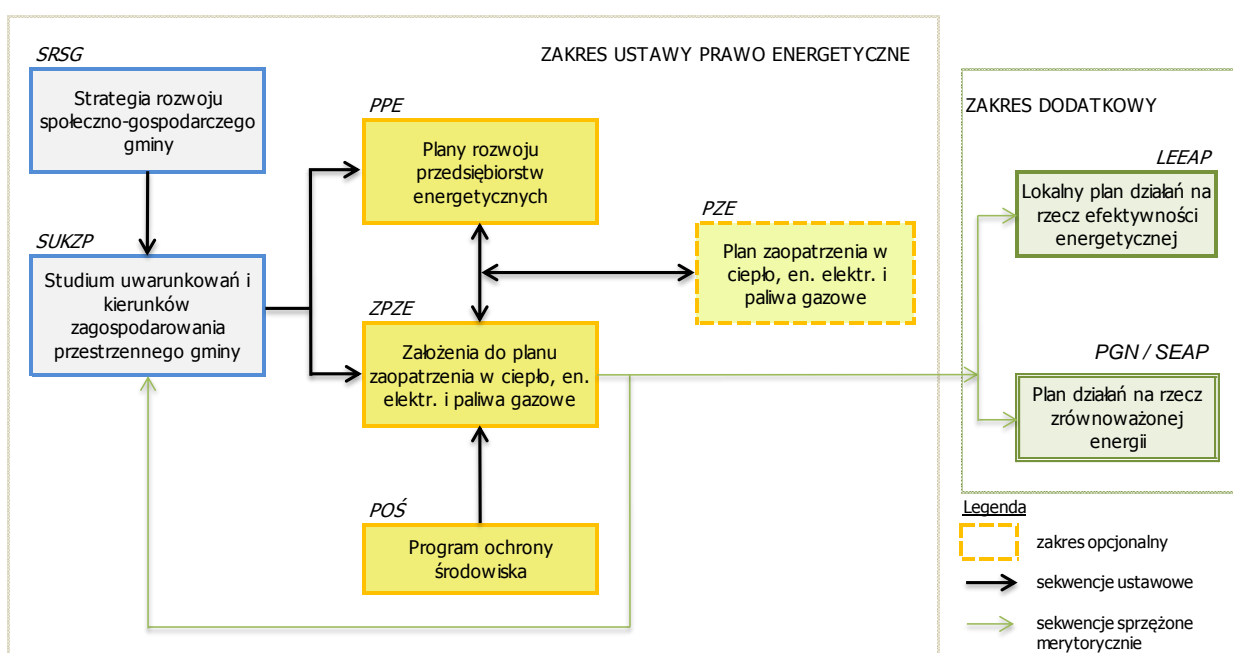 ZAKRES USTAWY PRAWO ENERGETYCZNE
SRSG
Strategia rozwoju
społeczno-gospodarczego
gminy
SUKZP
Studium uwarunkowań i
kierunków
zagospodarowania
przestrzennego gminy
PPE
Plany rozwoju
przedsiębiorstw
energetycznych
PZE
Plan zaopatrzenia w
ciepło, en. elektr. i
paliwa gazowe
ZPZE
Założenia do planu
zaopatrzenia w ciepło, en.
elektr. i paliwa gazowe
POŚ
Program ochrony
środowiska
ZAKRES DODATKOWY
LEEAP
Lokalny plan działań na
rzecz efektywności
energetycznej
PGN / SEAP
Plan działań na rzecz
zrównoważonej
energii
Legenda
zakres opcjonalny
sekwencje ustawowe
sekwencje sprzężone
merytorycznie